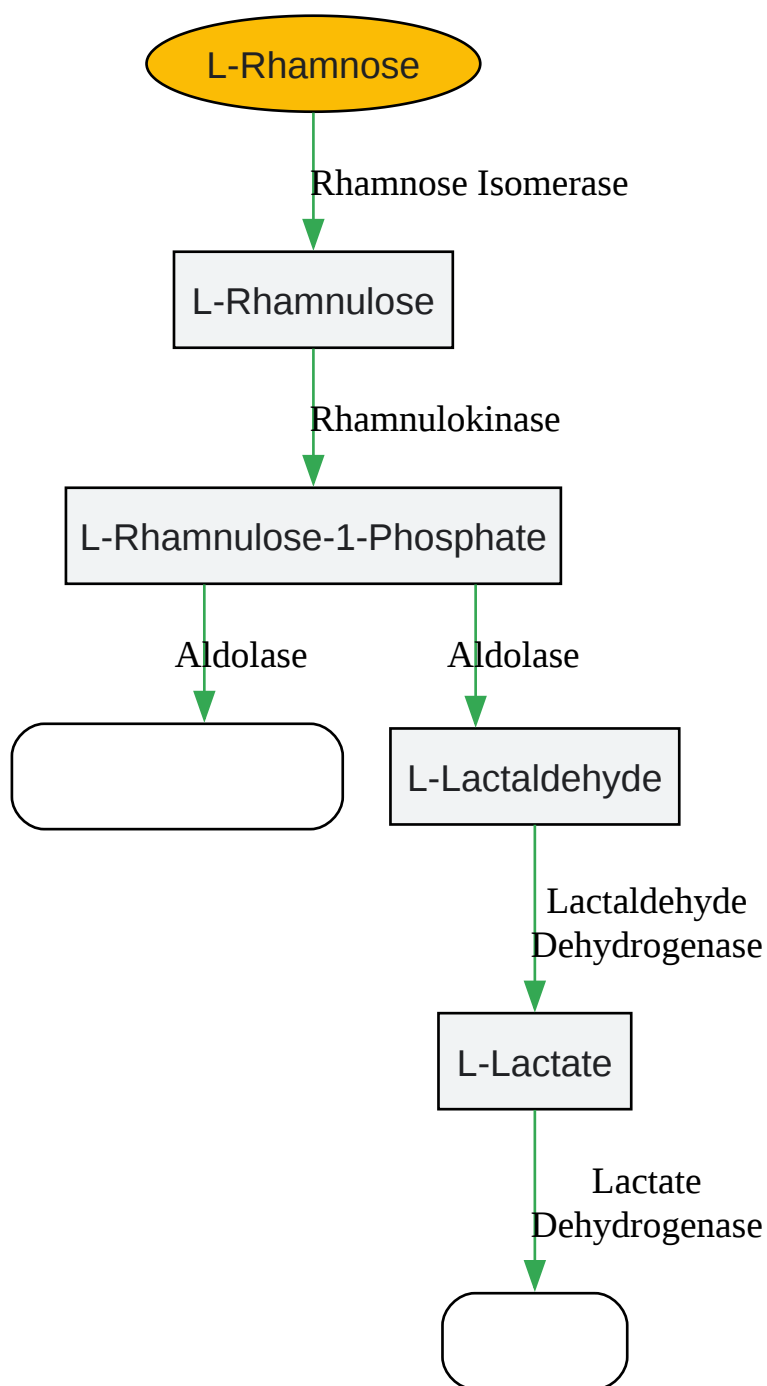 L-Rhamnose
Rhamnose Isomerase
L-Rhamnulose
Rhamnulokinase
L-Rhamnulose-1-Phosphate
Aldolase
Aldolase
L-Lactaldehyde
Lactaldehyde
Dehydrogenase
L-Lactate
Lactate
Dehydrogenase